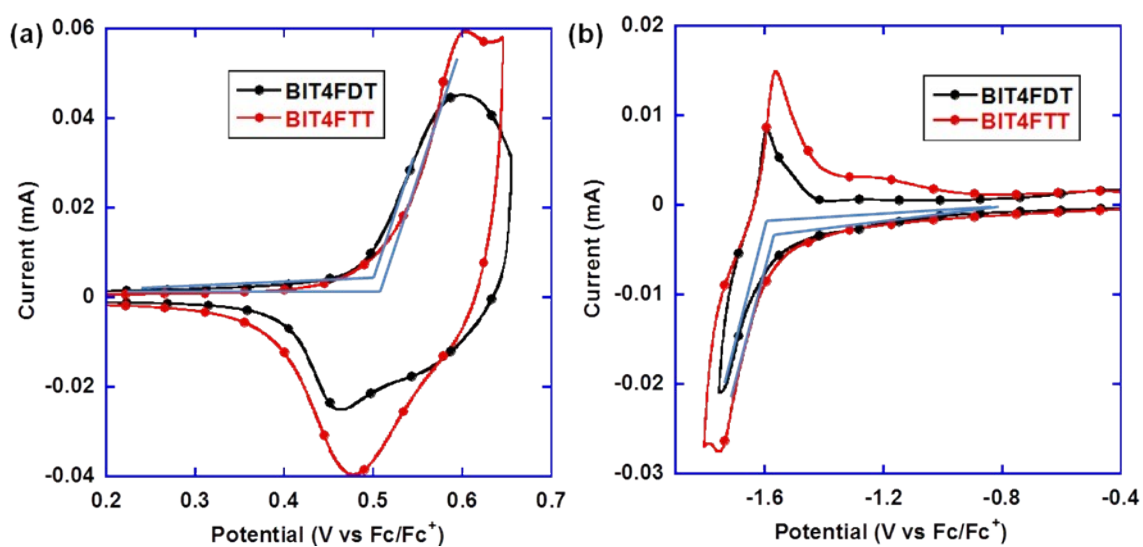 (a)
0.06
0.04
0.02
0
-0.02
-0.04
Current (mA)
BIT4FDT
BIT4FTT
0.2 0.3 0.4 0.5 0.6 0.7
Potential (V vs Fc/Fc⁺)
(b)
0.02
0.01
0
-0.01
-0.02
-0.03
Current (mA)
BIT4FDT
BIT4FTT
-1.6 -1.2 -0.8 -0.4
Potential (V vs Fc/Fc⁺)